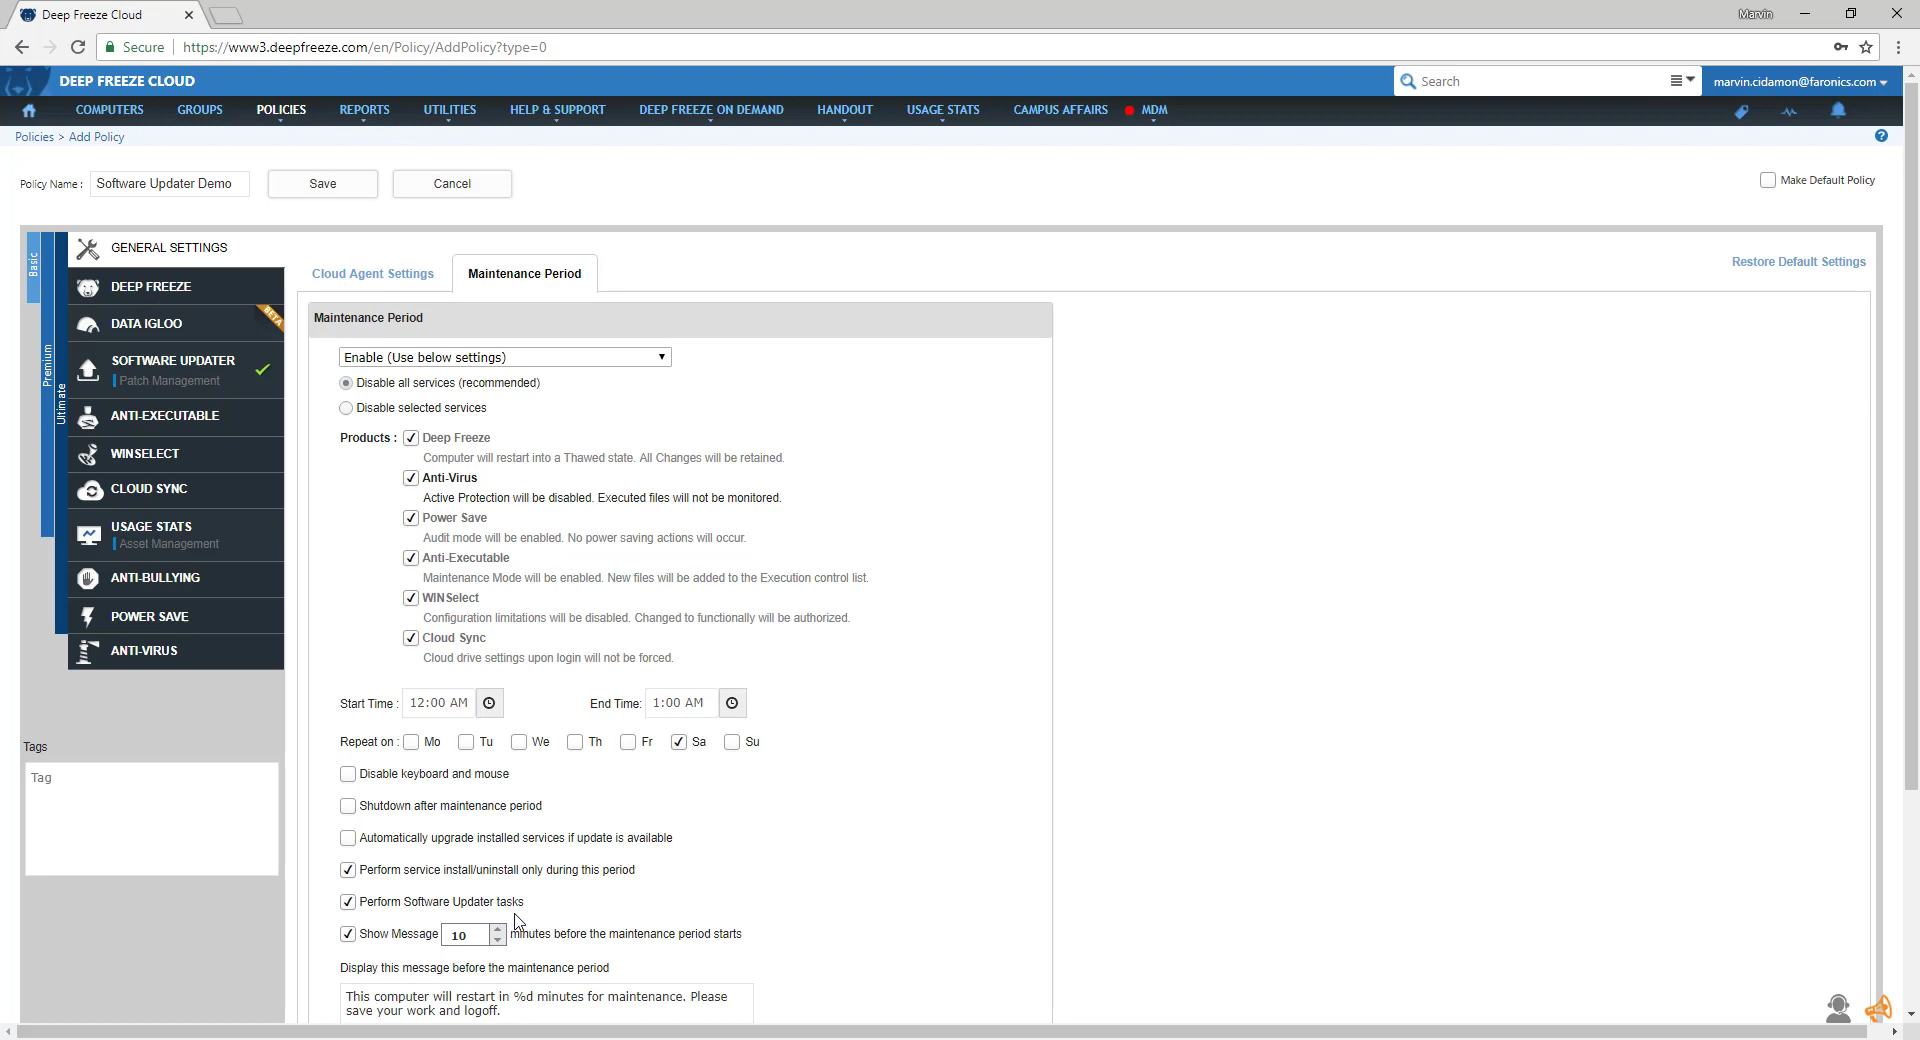 Deep Freeze Cloud
Marvin
Secure
https://www3.deepfreeze.com/en/Policy/AddPolicy?type=0
DEEP FREEZE CLOUD
Search
marvin.cidamon@faronics.com
COMPUTERS GROUPS POLICIES REPORTS UTILITIES HELP & SUPPORT DEEP FREEZE ON DEMAND HANDOUT USAGE STATS CAMPUS AFFAIRS MDM
Policies > Add Policy
Policy Name : Software Updater Demo Save Cancel Make Default Policy
Basic
Premium
Ultimate
GENERAL SETTINGS
DEEP FREEZE
DATA IGLOO
BETA
SOFTWARE UPDATER
Patch Management
ANTI-EXECUTABLE
WINSELECT
CLOUD SYNC
USAGE STATS
Asset Management
ANTI-BULLYING
POWER SAVE
ANTI-VIRUS
Tags
Tag
Cloud Agent Settings Maintenance Period Restore Default Settings
Maintenance Period
Enable (Use below settings)
Disable all services (recommended)
Disable selected services
Products : Deep Freeze
Computer will restart into a Thawed state. All Changes will be retained.
Anti-Virus
Active Protection will be disabled. Executed files will not be monitored.
Power Save
Audit mode will be enabled. No power saving actions will occur.
Anti-Executable
Maintenance Mode will be enabled. New files will be added to the Execution control list.
WINSelect
Configuration limitations will be disabled. Changed to functionally will be authorized.
Cloud Sync
Cloud drive settings upon login will not be forced.
Start Time : 12:00 AM End Time: 1:00 AM
Repeat on : Mo Tu We Th Fr Sa Su
Disable keyboard and mouse
Shutdown after maintenance period
Automatically upgrade installed services if update is available
Perform service install/uninstall only during this period
Perform Software Updater tasks
Show Message 10 minutes before the maintenance period starts
Display this message before the maintenance period
This computer will restart in %d minutes for maintenance. Please
save your work and logoff.